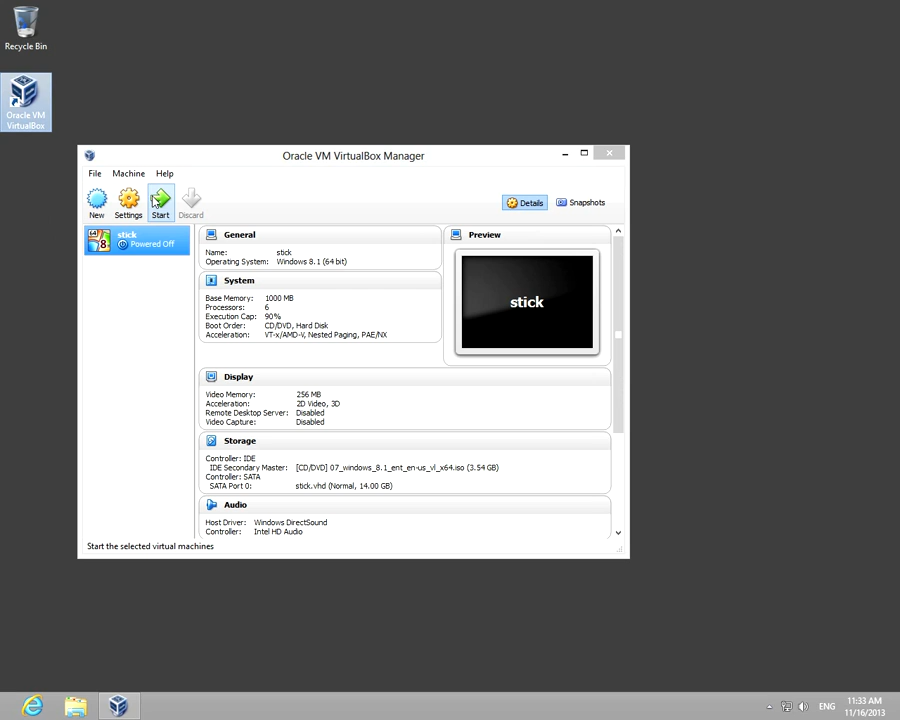 Recycle Bin
Oracle VM
VirtualBox
Oracle VM VirtualBox Manager
File Machine Help
New Settings Start Discard
Details Snapshots
64 8
stick
Powered Off
General
Name: stick
Operating System: Windows 8.1 (64 bit)
System
Base Memory: 1000 MB
Processors: 6
Execution Cap: 90%
Boot Order: CD/DVD, Hard Disk
Acceleration: VT-x/AMD-V, Nested Paging, PAE/NX
Preview
stick
Display
Video Memory: 256 MB
Acceleration: 2D Video, 3D
Remote Desktop Server: Disabled
Video Capture: Disabled
Storage
Controller: IDE
IDE Secondary Master: [CD/DVD] 07_windows_8.1_ent_en-us_vl_x64.iso (3.54 GB)
Controller: SATA
SATA Port 0: stick.vhd (Normal, 14.00 GB)
Audio
Host Driver: Windows DirectSound
Controller: Intel HD Audio
Start the selected virtual machines
ENG
11:33 AM
11/16/2013